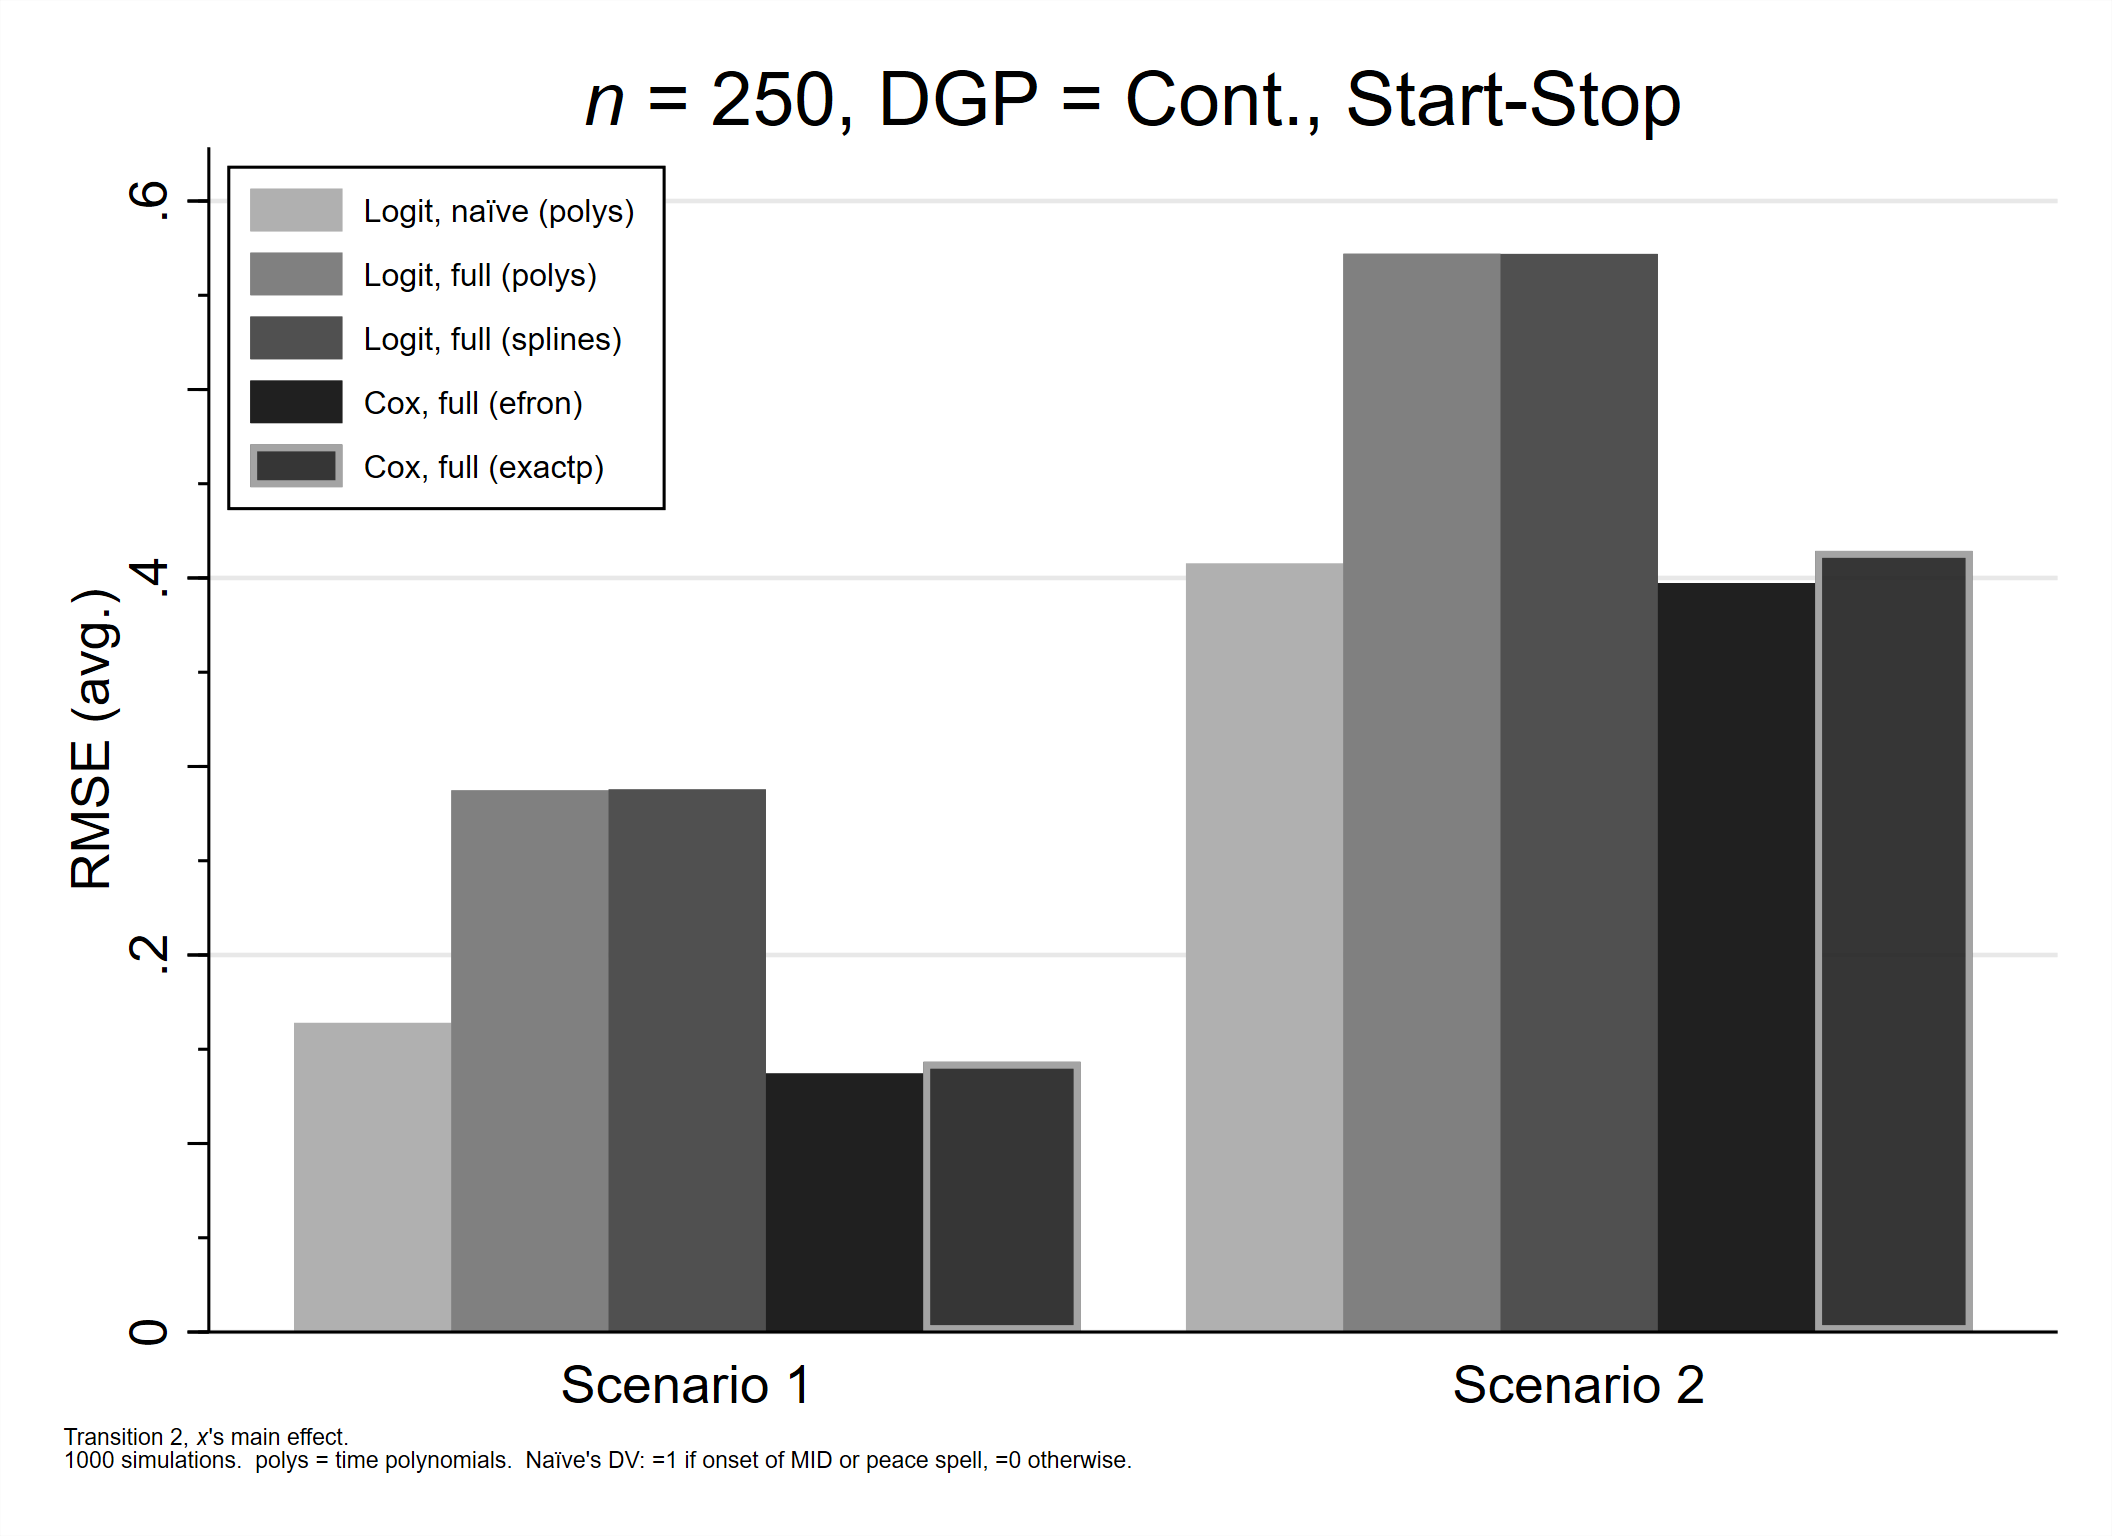 n = 250, DGP = Cont., Start-Stop
Logit, naïve (polys)
Logit, full (polys)
Logit, full (splines)
Cox, full (efron)
Cox, full (exactp)
RMSE (avg.)
.6
.4
.2
0
Scenario 1
Scenario 2
Transition 2, x's main effect.
1000 simulations.  polys = time polynomials.  Naïve's DV: =1 if onset of MID or peace spell, =0 otherwise.